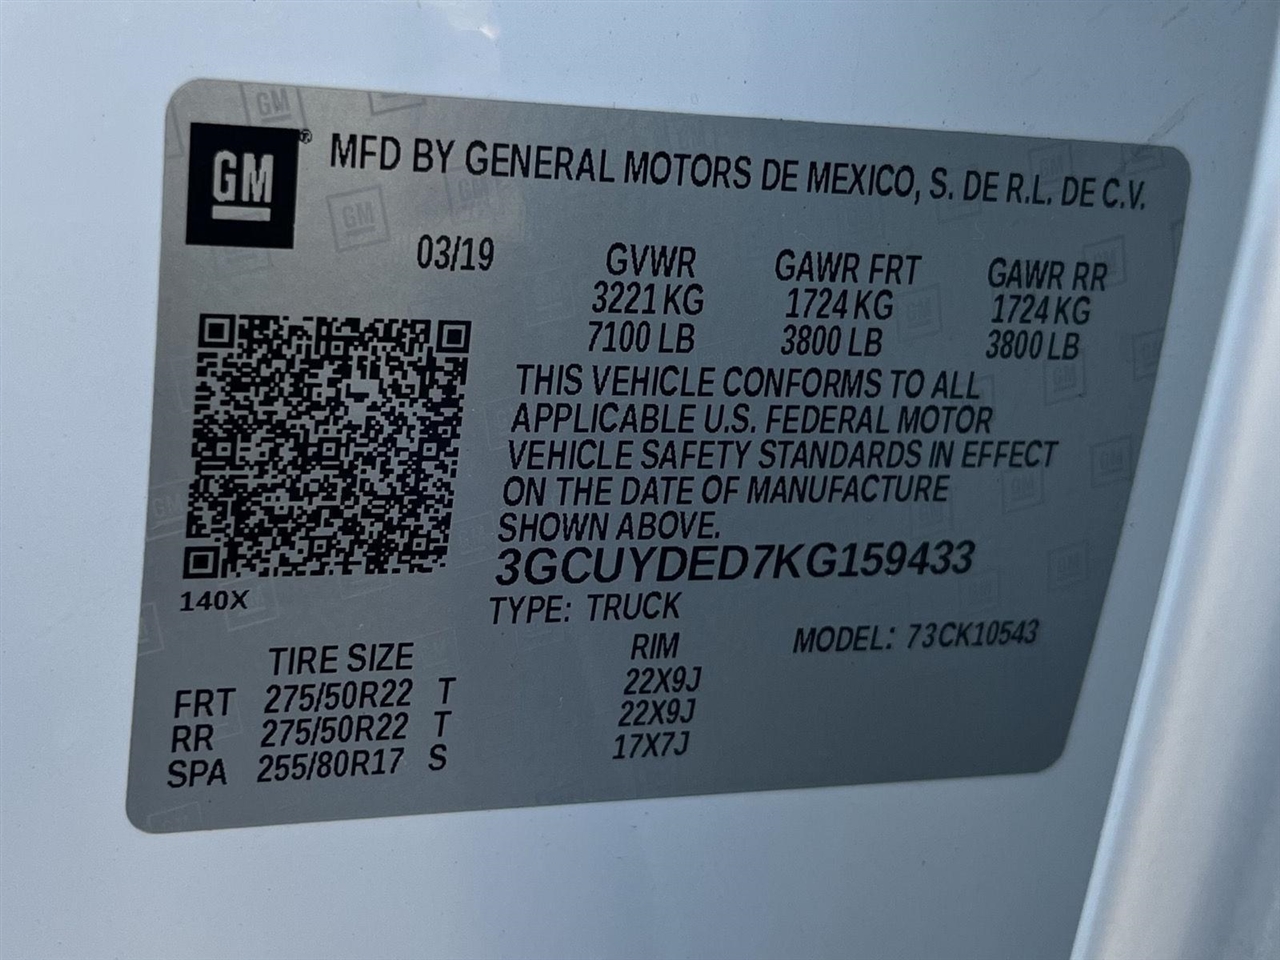 GM® MFD BY GENERAL MOTORS DE MEXICO, S. DE R.L. DE C.V.
03/19 GVWR GAWR FRT GAWR RR
3221 KG 1724 KG 1724 KG
7100 LB 3800 LB 3800 LB
THIS VEHICLE CONFORMS TO ALL
APPLICABLE U.S. FEDERAL MOTOR
VEHICLE SAFETY STANDARDS IN EFFECT
ON THE DATE OF MANUFACTURE
SHOWN ABOVE.
3GCUYDED7KG159433
140X
TYPE: TRUCK
MODEL: 73CK10543
TIRE SIZE RIM
FRT 275/50R22 T 22X9J
RR 275/50R22 T 22X9J
SPA 255/80R17 S 17X7J